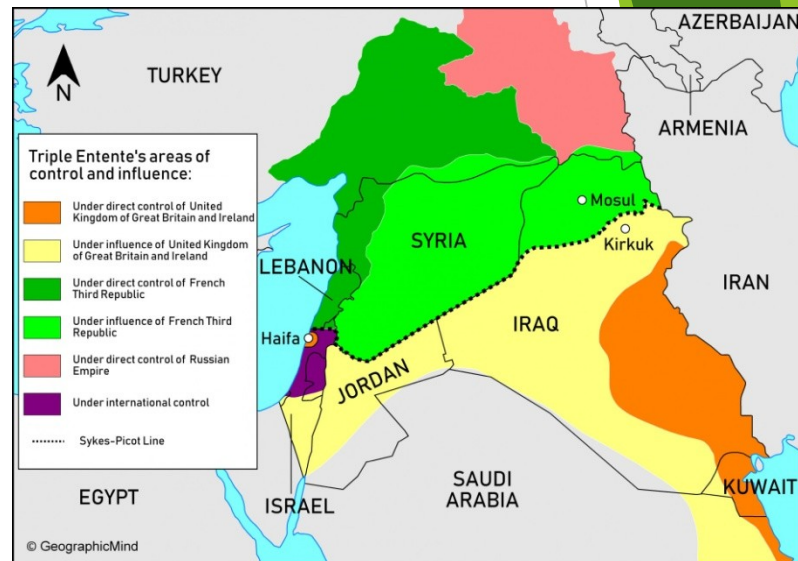 AZERBAIJAN
TURKEY
N
ARMENIA
Triple Entente's areas of
control and influence:
Under direct control of United
Kingdom of Great Britain and Ireland
Under influence of United Kingdom
of Great Britain and Ireland
Under direct control of French
Third Republic
Under influence of French Third
Republic
Under direct control of Russian
Empire
Under international control
Sykes-Picot Line
Mosul
Kirkuk
SYRIA
LEBANON
IRAN
IRAQ
Haifa
JORDAN
EGYPT
ISRAEL
SAUDI
ARABIA
KUWAIT
© GeographicMind